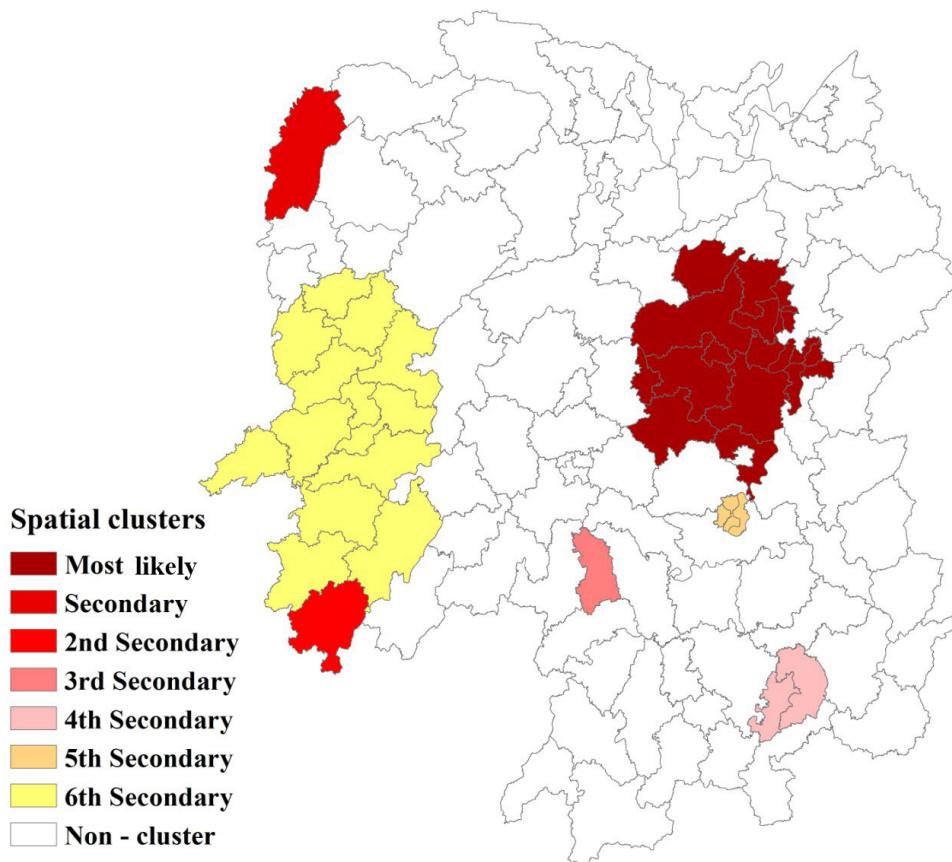 Spatial clusters
Most likely
Secondary
2nd Secondary
3rd Secondary
4th Secondary
5th Secondary
6th Secondary
Non - cluster